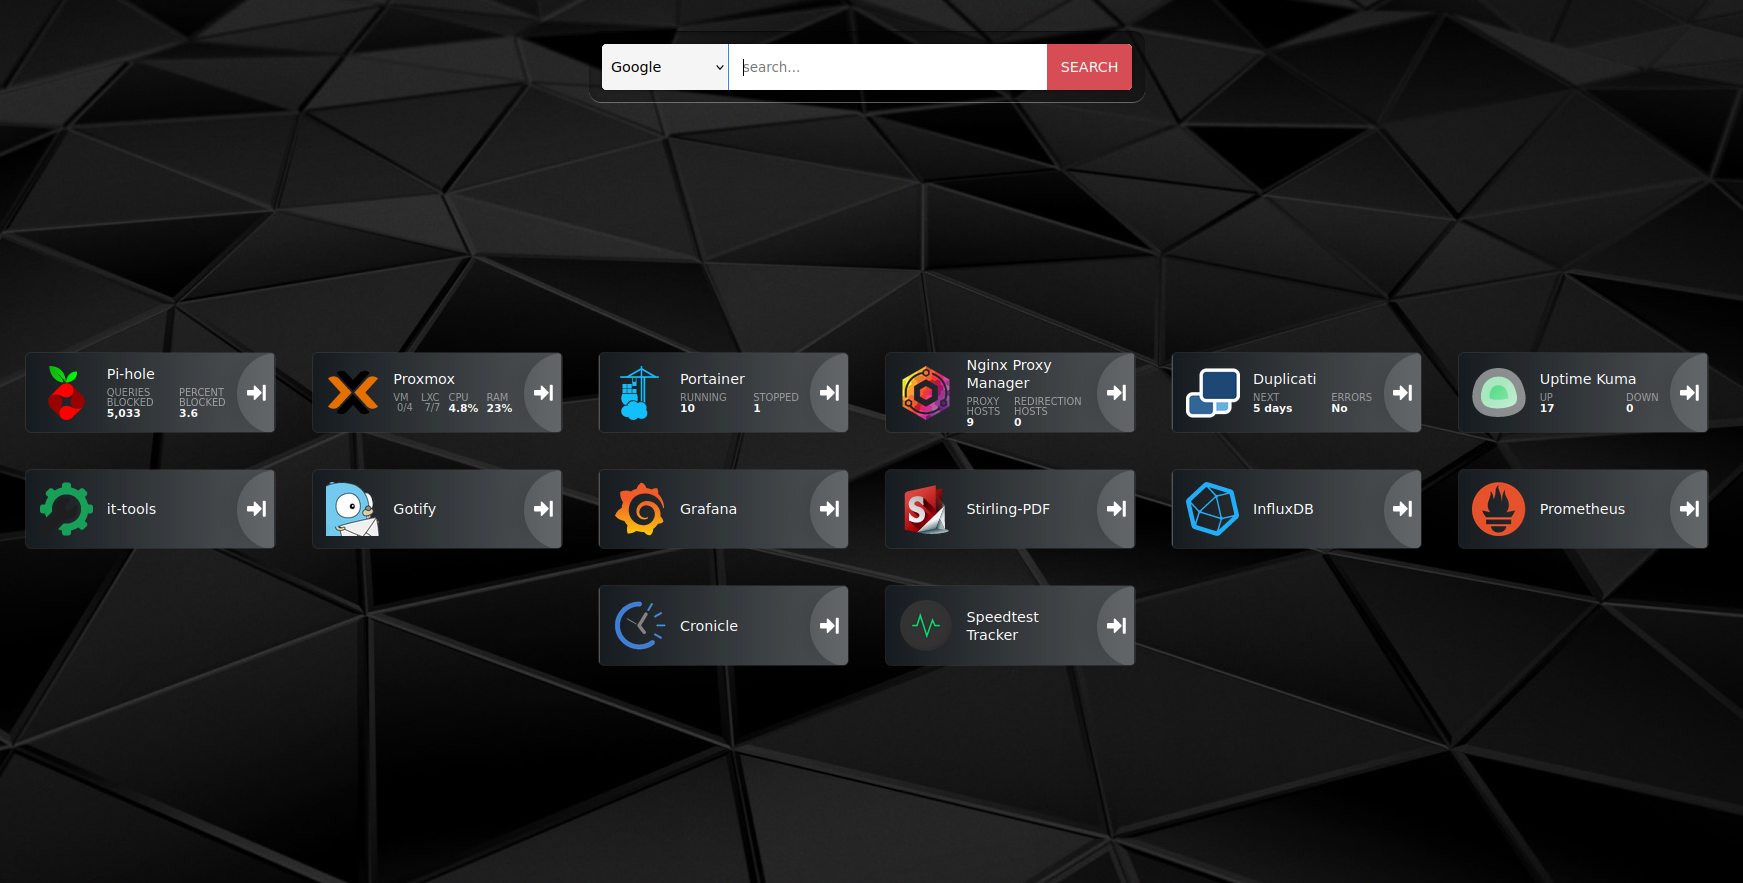 Google
search...
SEARCH
Pi-hole
QUERIES BLOCKED
5,033
PERCENT BLOCKED
3.6
Proxmox
VM
0/4
LXC
7/7
CPU
4.8%
RAM
23%
Portainer
RUNNING
10
STOPPED
1
Nginx Proxy
Manager
PROXY HOSTS
9
REDIRECTION HOSTS
0
Duplicati
NEXT
5 days
ERRORS
No
Uptime Kuma
UP
17
DOWN
0
it-tools
Gotify
Grafana
S
Stirling-PDF
InfluxDB
Prometheus
Cronicle
Speedtest
Tracker